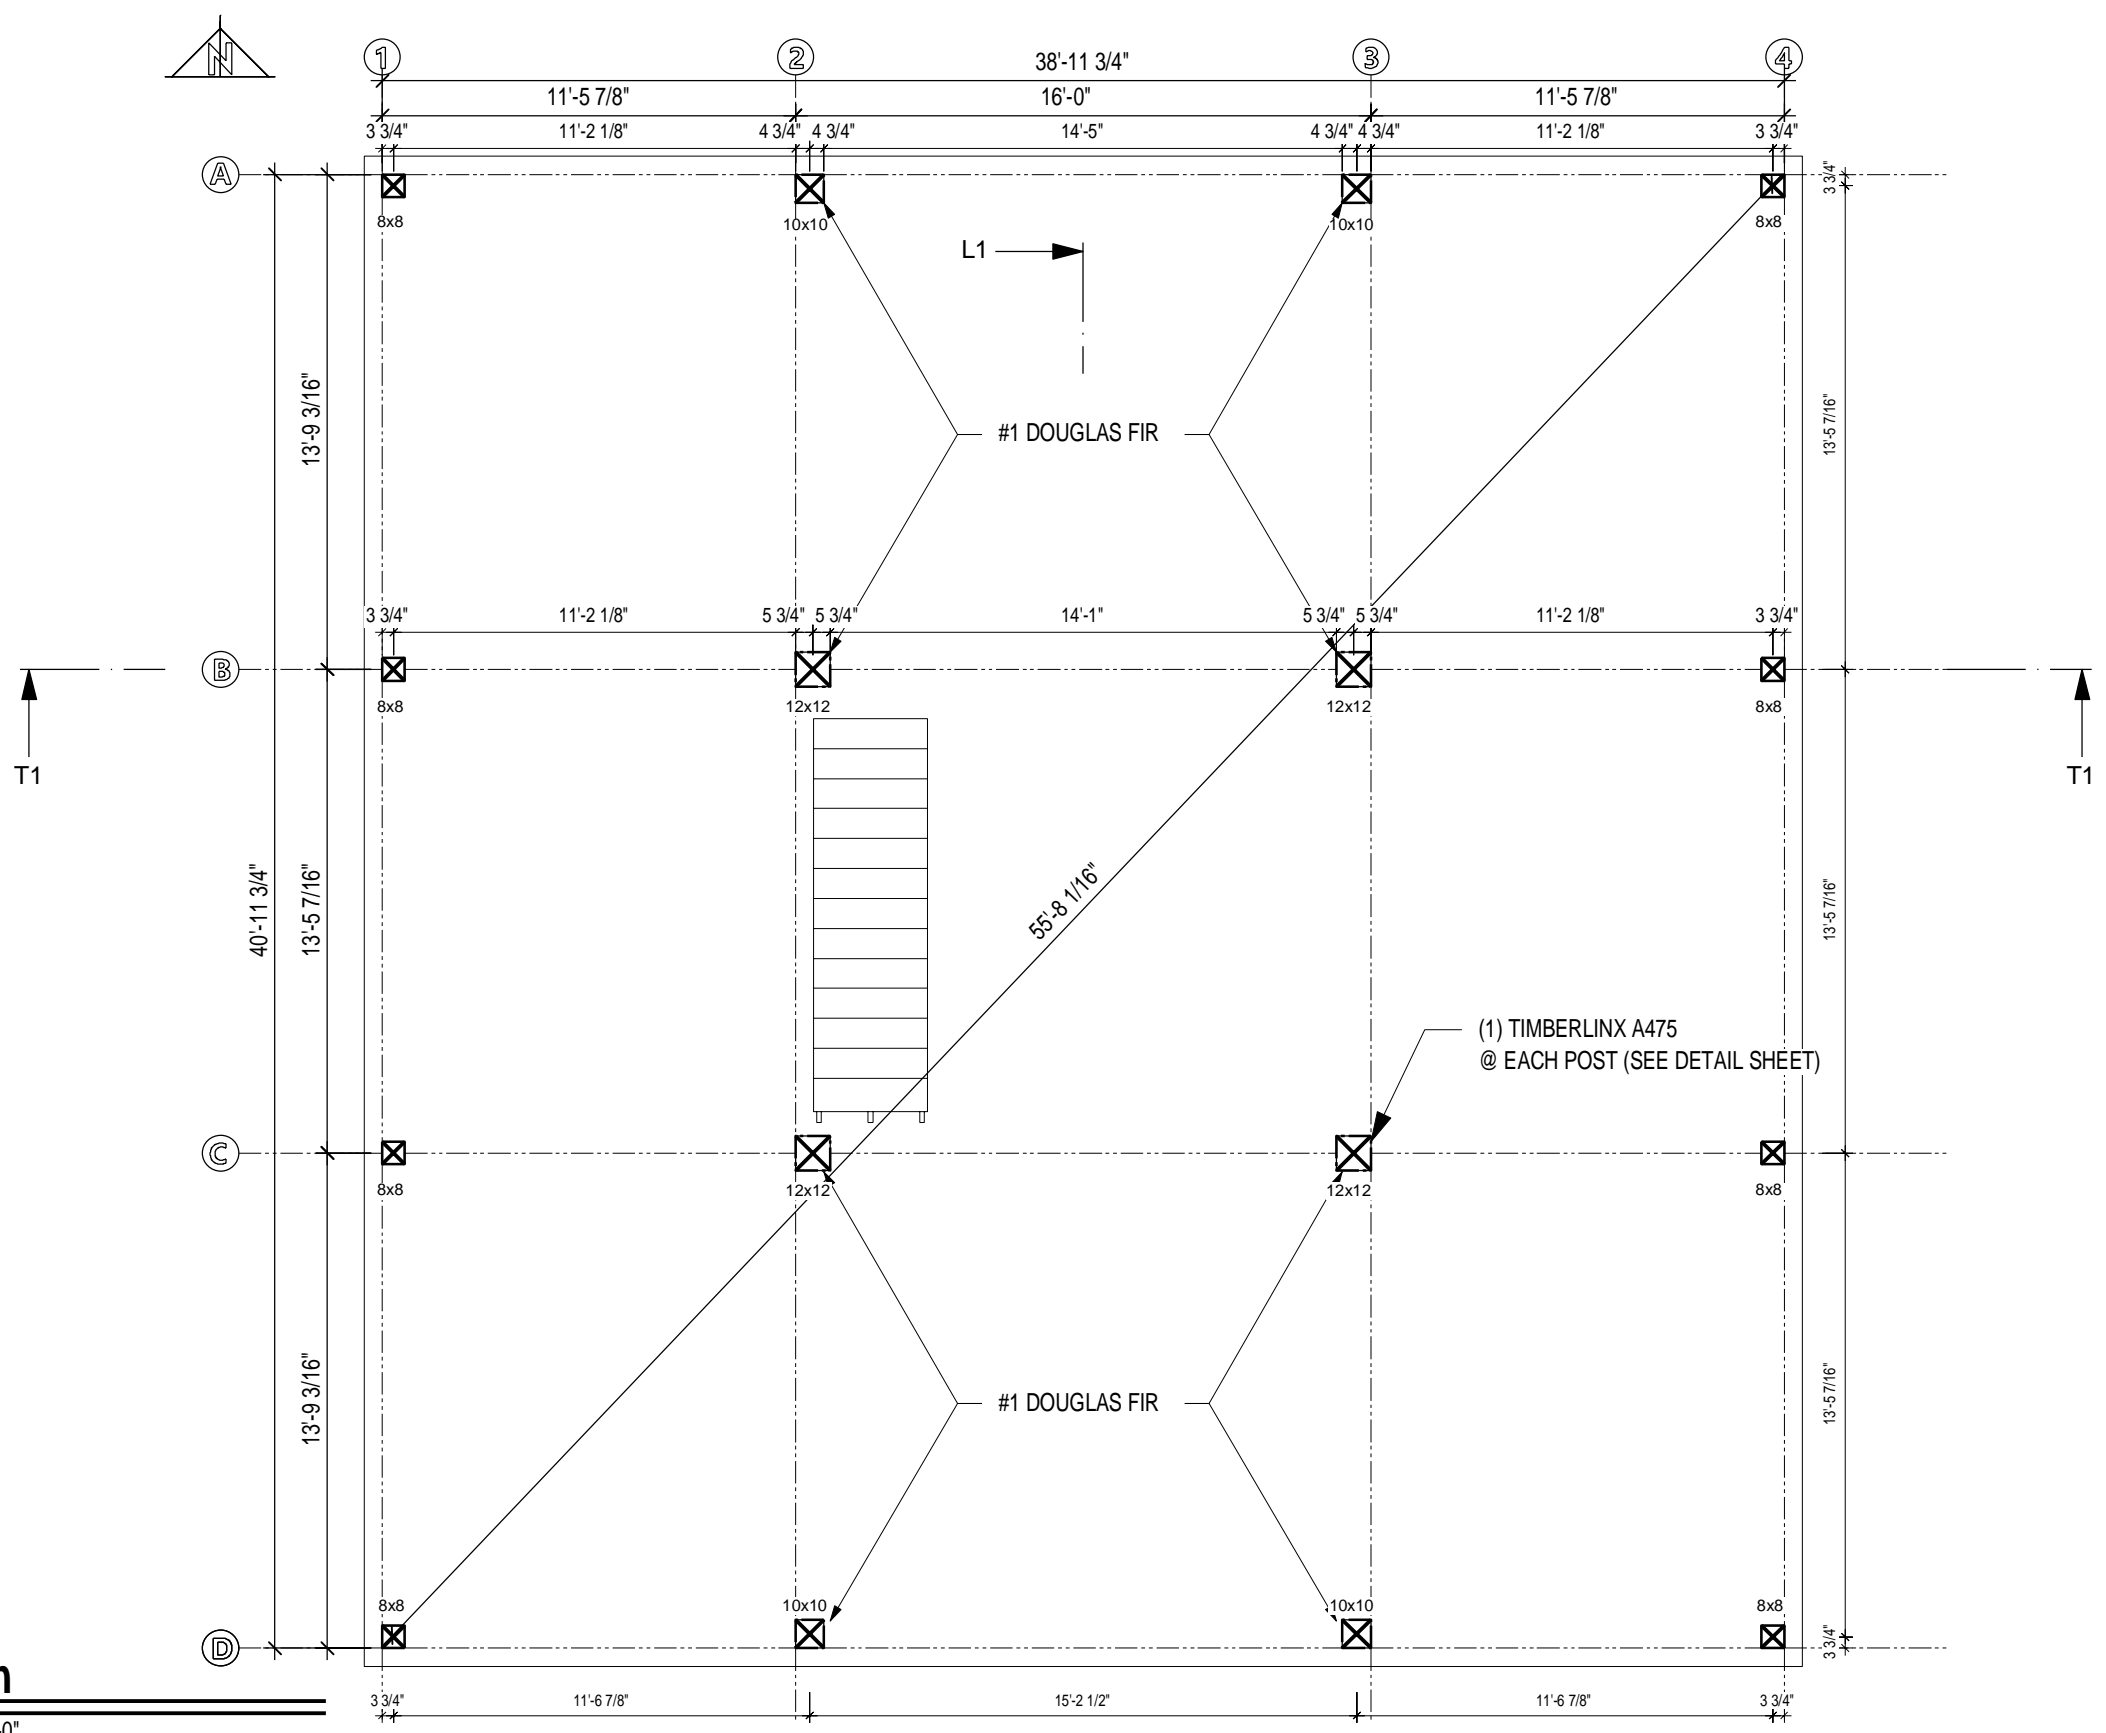 N
1 2 3 4
38'-11 3/4"
11'-5 7/8" 16'-0" 11'-5 7/8"
3 3/4" 11'-2 1/8" 4 3/4" 4 3/4" 14'-5" 4 3/4" 4 3/4" 11'-2 1/8" 3 3/4"
A
3 3/4"
8x8 10x10 10x10 8x8
L1
13'-9 3/16"
#1 DOUGLAS FIR
13'-5 7/16"
3 3/4" 11'-2 1/8" 5 3/4" 5 3/4" 14'-1" 5 3/4" 5 3/4" 11'-2 1/8" 3 3/4"
B
8x8 12x12 12x12 8x8
T1 T1
40'-11 3/4"
13'-5 7/16"
55'-8 1/16"
13'-5 7/16"
(1) TIMBERLINX A475
@ EACH POST (SEE DETAIL SHEET)
C
8x8 12x12 12x12 8x8
13'-9 3/16"
#1 DOUGLAS FIR
13'-5 7/16"
8x8 10x10 10x10 8x8
D
3 3/4"
3 3/4" 11'-6 7/8" 15'-2 1/2" 11'-6 7/8" 3 3/4"